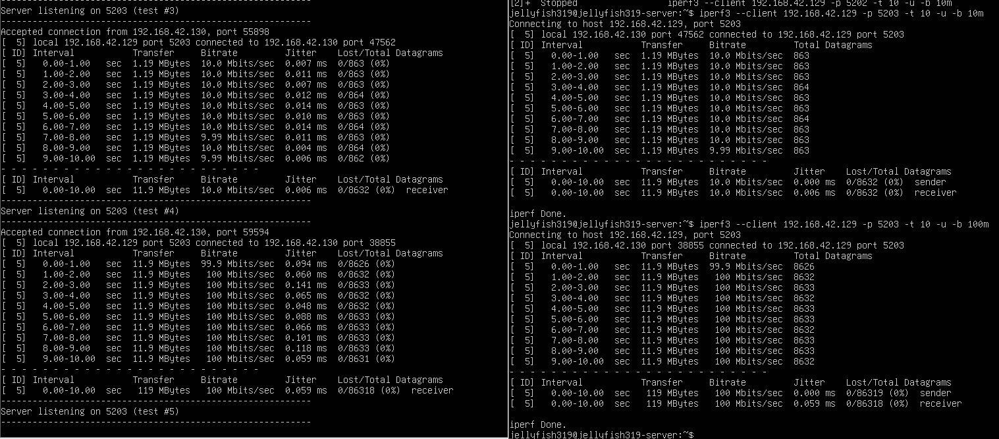 Server listening on 5203 (test #3)
-----------------------------------------------------------
Accepted connection from 192.168.42.130, port 55898
[  5] local 192.168.42.129 port 5203 connected to 192.168.42.130 port 47562
[ ID] Interval           Transfer     Bitrate         Jitter    Lost/Total Datagrams
[  5]   0.00-1.00   sec  1.19 MBytes  10.0 Mbits/sec  0.007 ms  0/863 (0%)
[  5]   1.00-2.00   sec  1.19 MBytes  10.0 Mbits/sec  0.011 ms  0/863 (0%)
[  5]   2.00-3.00   sec  1.19 MBytes  10.0 Mbits/sec  0.007 ms  0/863 (0%)
[  5]   3.00-4.00   sec  1.19 MBytes  10.0 Mbits/sec  0.012 ms  0/864 (0%)
[  5]   4.00-5.00   sec  1.19 MBytes  10.0 Mbits/sec  0.014 ms  0/863 (0%)
[  5]   5.00-6.00   sec  1.19 MBytes  10.0 Mbits/sec  0.010 ms  0/863 (0%)
[  5]   6.00-7.00   sec  1.19 MBytes  10.0 Mbits/sec  0.014 ms  0/864 (0%)
[  5]   7.00-8.00   sec  1.19 MBytes  9.99 Mbits/sec  0.011 ms  0/863 (0%)
[  5]   8.00-9.00   sec  1.19 MBytes  10.0 Mbits/sec  0.004 ms  0/864 (0%)
[  5]   9.00-10.00  sec  1.19 MBytes  9.99 Mbits/sec  0.006 ms  0/862 (0%)
- - - - - - - - - - - - - - - - - - - - - - - - -
[ ID] Interval           Transfer     Bitrate         Jitter    Lost/Total Datagrams
[  5]   0.00-10.00  sec  11.9 MBytes  10.0 Mbits/sec  0.006 ms  0/8632 (0%)  receiver
-----------------------------------------------------------
Server listening on 5203 (test #4)
-----------------------------------------------------------
Accepted connection from 192.168.42.130, port 59594
[  5] local 192.168.42.129 port 5203 connected to 192.168.42.130 port 38855
[ ID] Interval           Transfer     Bitrate         Jitter    Lost/Total Datagrams
[  5]   0.00-1.00   sec  11.9 MBytes  99.9 Mbits/sec  0.094 ms  0/8626 (0%)
[  5]   1.00-2.00   sec  11.9 MBytes   100 Mbits/sec  0.060 ms  0/8632 (0%)
[  5]   2.00-3.00   sec  11.9 MBytes   100 Mbits/sec  0.141 ms  0/8633 (0%)
[  5]   3.00-4.00   sec  11.9 MBytes   100 Mbits/sec  0.065 ms  0/8632 (0%)
[  5]   4.00-5.00   sec  11.9 MBytes   100 Mbits/sec  0.048 ms  0/8632 (0%)
[  5]   5.00-6.00   sec  11.9 MBytes   100 Mbits/sec  0.088 ms  0/8633 (0%)
[  5]   6.00-7.00   sec  11.9 MBytes   100 Mbits/sec  0.066 ms  0/8633 (0%)
[  5]   7.00-8.00   sec  11.9 MBytes   100 Mbits/sec  0.101 ms  0/8633 (0%)
[  5]   8.00-9.00   sec  11.9 MBytes   100 Mbits/sec  0.118 ms  0/8633 (0%)
[  5]   9.00-10.00  sec  11.9 MBytes   100 Mbits/sec  0.059 ms  0/8631 (0%)
- - - - - - - - - - - - - - - - - - - - - - - - -
[ ID] Interval           Transfer     Bitrate         Jitter    Lost/Total Datagrams
[  5]   0.00-10.00  sec   119 MBytes   100 Mbits/sec  0.059 ms  0/86318 (0%)  receiver
-----------------------------------------------------------
Server listening on 5203 (test #5)
-----------------------------------------------------------
[2]+  Stopped                 iperf3 --client 192.168.42.129 -p 5202 -t 10 -u -b 10m
jellyfish319@jellyfish319-server:~$ iperf3 --client 192.168.42.129 -p 5203 -t 10 -u -b 10m
Connecting to host 192.168.42.129, port 5203
[  5] local 192.168.42.130 port 47562 connected to 192.168.42.129 port 5203
[ ID] Interval           Transfer     Bitrate         Total Datagrams
[  5]   0.00-1.00   sec  1.19 MBytes  10.0 Mbits/sec  863
[  5]   1.00-2.00   sec  1.19 MBytes  10.0 Mbits/sec  863
[  5]   2.00-3.00   sec  1.19 MBytes  10.0 Mbits/sec  863
[  5]   3.00-4.00   sec  1.19 MBytes  10.0 Mbits/sec  864
[  5]   4.00-5.00   sec  1.19 MBytes  10.0 Mbits/sec  863
[  5]   5.00-6.00   sec  1.19 MBytes  10.0 Mbits/sec  863
[  5]   6.00-7.00   sec  1.19 MBytes  10.0 Mbits/sec  864
[  5]   7.00-8.00   sec  1.19 MBytes  10.0 Mbits/sec  863
[  5]   8.00-9.00   sec  1.19 MBytes  10.0 Mbits/sec  863
[  5]   9.00-10.00  sec  1.19 MBytes  9.99 Mbits/sec  863
- - - - - - - - - - - - - - - - - - - - - - - - -
[ ID] Interval           Transfer     Bitrate         Jitter    Lost/Total Datagrams
[  5]   0.00-10.00  sec  11.9 MBytes  10.0 Mbits/sec  0.000 ms  0/8632 (0%)  sender
[  5]   0.00-10.00  sec  11.9 MBytes  10.0 Mbits/sec  0.006 ms  0/8632 (0%)  receiver
iperf Done.
jellyfish319@jellyfish319-server:~$ iperf3 --client 192.168.42.129 -p 5203 -t 10 -u -b 100m
Connecting to host 192.168.42.129, port 5203
[  5] local 192.168.42.130 port 38855 connected to 192.168.42.129 port 5203
[ ID] Interval           Transfer     Bitrate         Total Datagrams
[  5]   0.00-1.00   sec  11.9 MBytes  99.9 Mbits/sec  8626
[  5]   1.00-2.00   sec  11.9 MBytes   100 Mbits/sec  8632
[  5]   2.00-3.00   sec  11.9 MBytes   100 Mbits/sec  8633
[  5]   3.00-4.00   sec  11.9 MBytes   100 Mbits/sec  8632
[  5]   4.00-5.00   sec  11.9 MBytes   100 Mbits/sec  8633
[  5]   5.00-6.00   sec  11.9 MBytes   100 Mbits/sec  8633
[  5]   6.00-7.00   sec  11.9 MBytes   100 Mbits/sec  8632
[  5]   7.00-8.00   sec  11.9 MBytes   100 Mbits/sec  8633
[  5]   8.00-9.00   sec  11.9 MBytes   100 Mbits/sec  8633
[  5]   9.00-10.00  sec  11.9 MBytes   100 Mbits/sec  8632
- - - - - - - - - - - - - - - - - - - - - - - - -
[ ID] Interval           Transfer     Bitrate         Jitter    Lost/Total Datagrams
[  5]   0.00-10.00  sec   119 MBytes   100 Mbits/sec  0.000 ms  0/86319 (0%)  sender
[  5]   0.00-10.00  sec   119 MBytes   100 Mbits/sec  0.059 ms  0/86318 (0%)  receiver
iperf Done.
jellyfish319@jellyfish319-server:~$